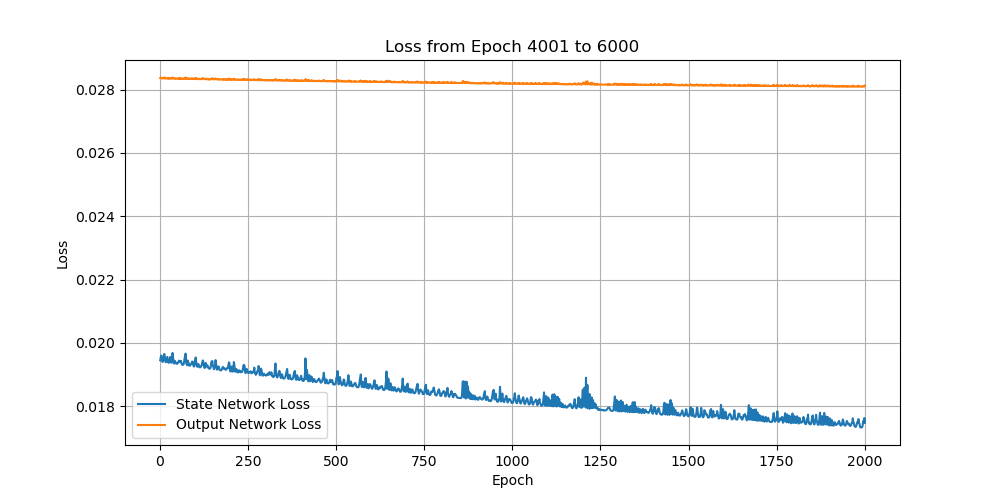 Loss from Epoch 4001 to 6000
0.028
0.026
0.024
0.022
0.020
0.018
Loss
State Network Loss
Output Network Loss
0 250 500 750 1000 1250 1500 1750 2000
Epoch